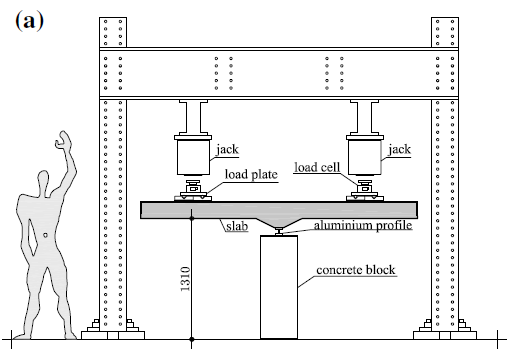 (a)
jack
jack
load cell
load plate
slab
aluminium profile
1310
concrete block